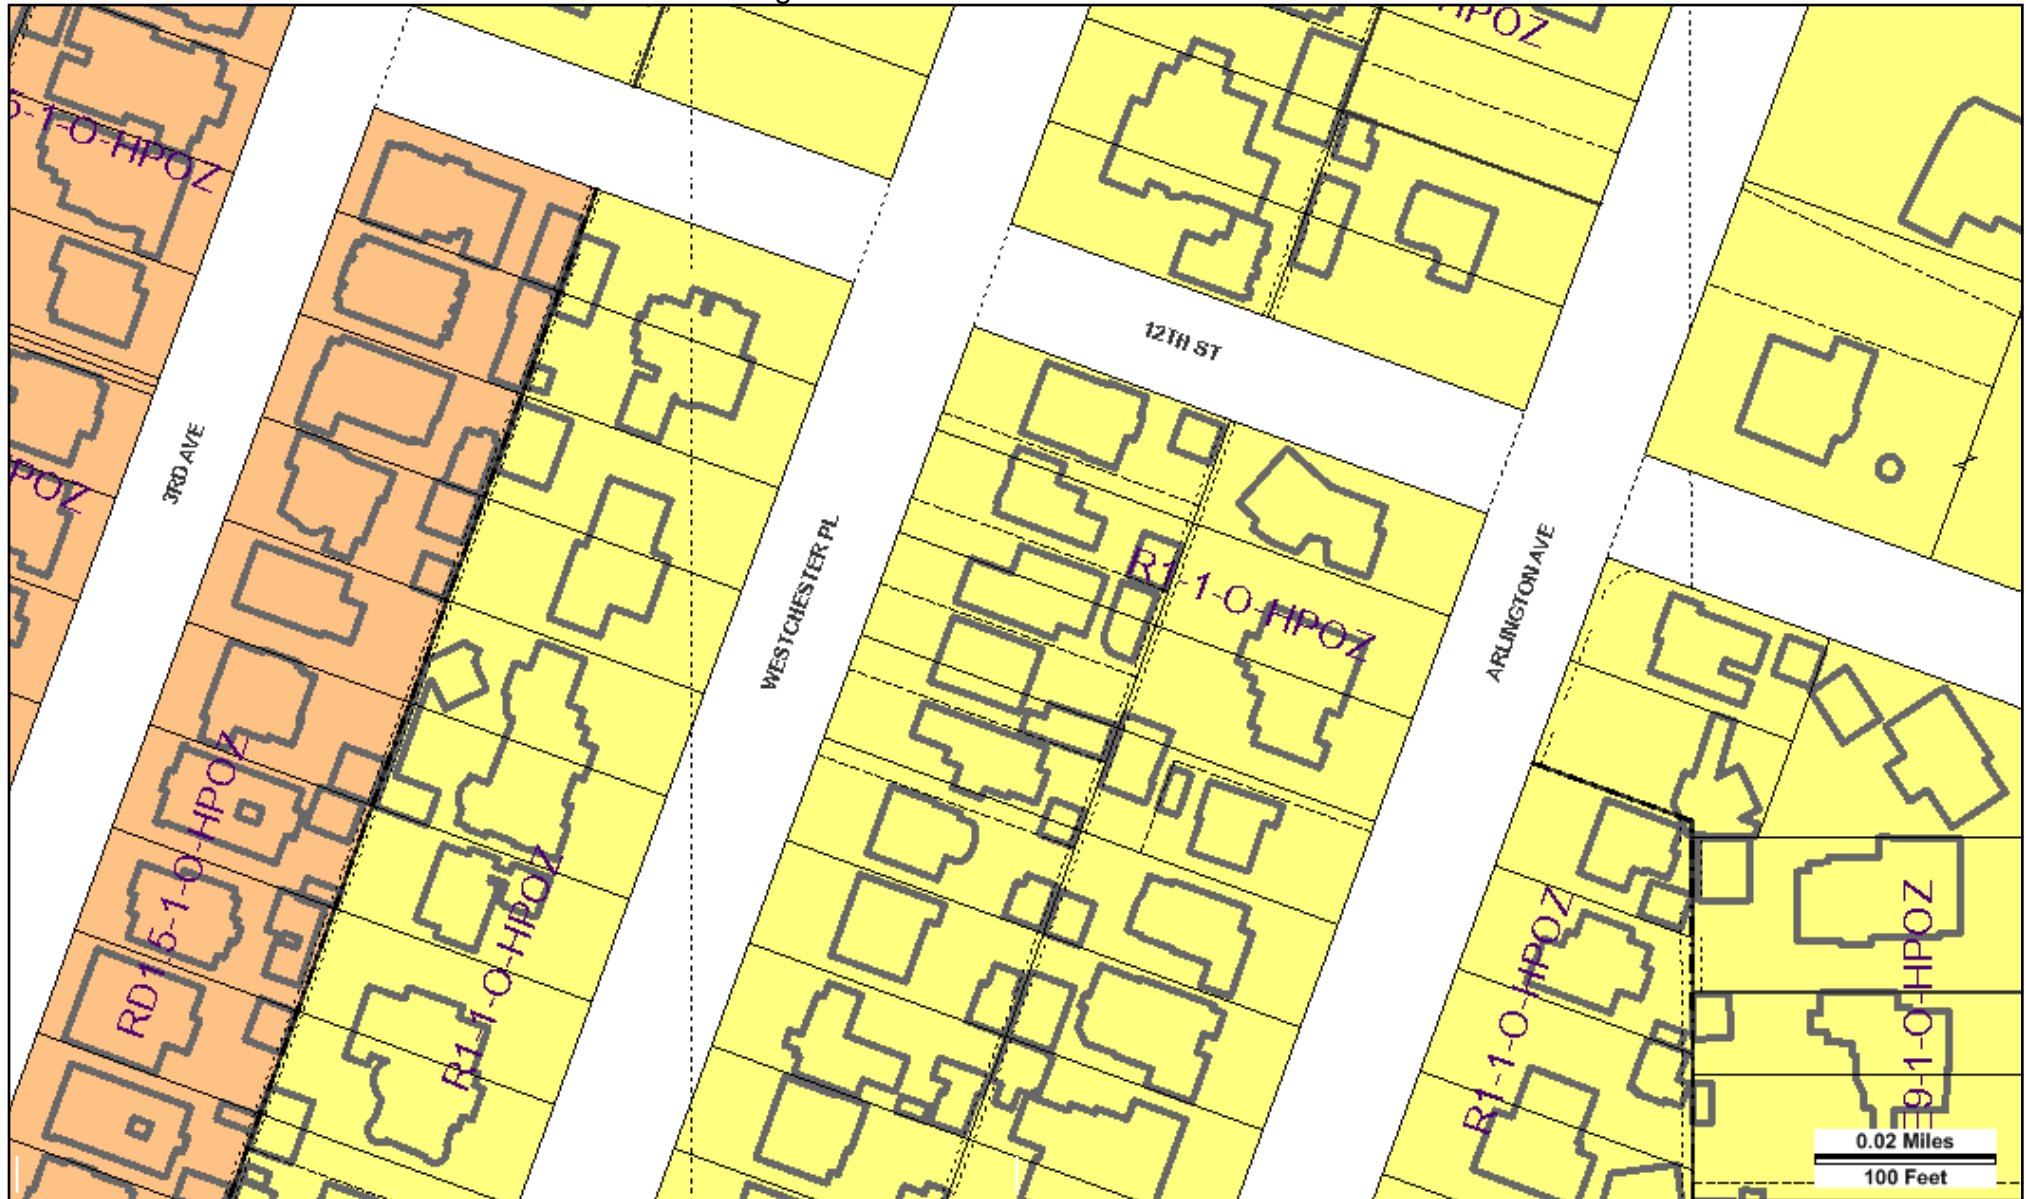 HPOZ
5-1-O-HPOZ
12TH ST
3RD AVE
POZ
WESTCHESTER PL
R1-1-O-HPOZ
ARLINGTON AVE
RD1.5-1-O-HPOZ
R1-1-O-HPOZ
R1-1-O-HPOZ
9-1-O-HPOZ
0.02 Miles
100 Feet